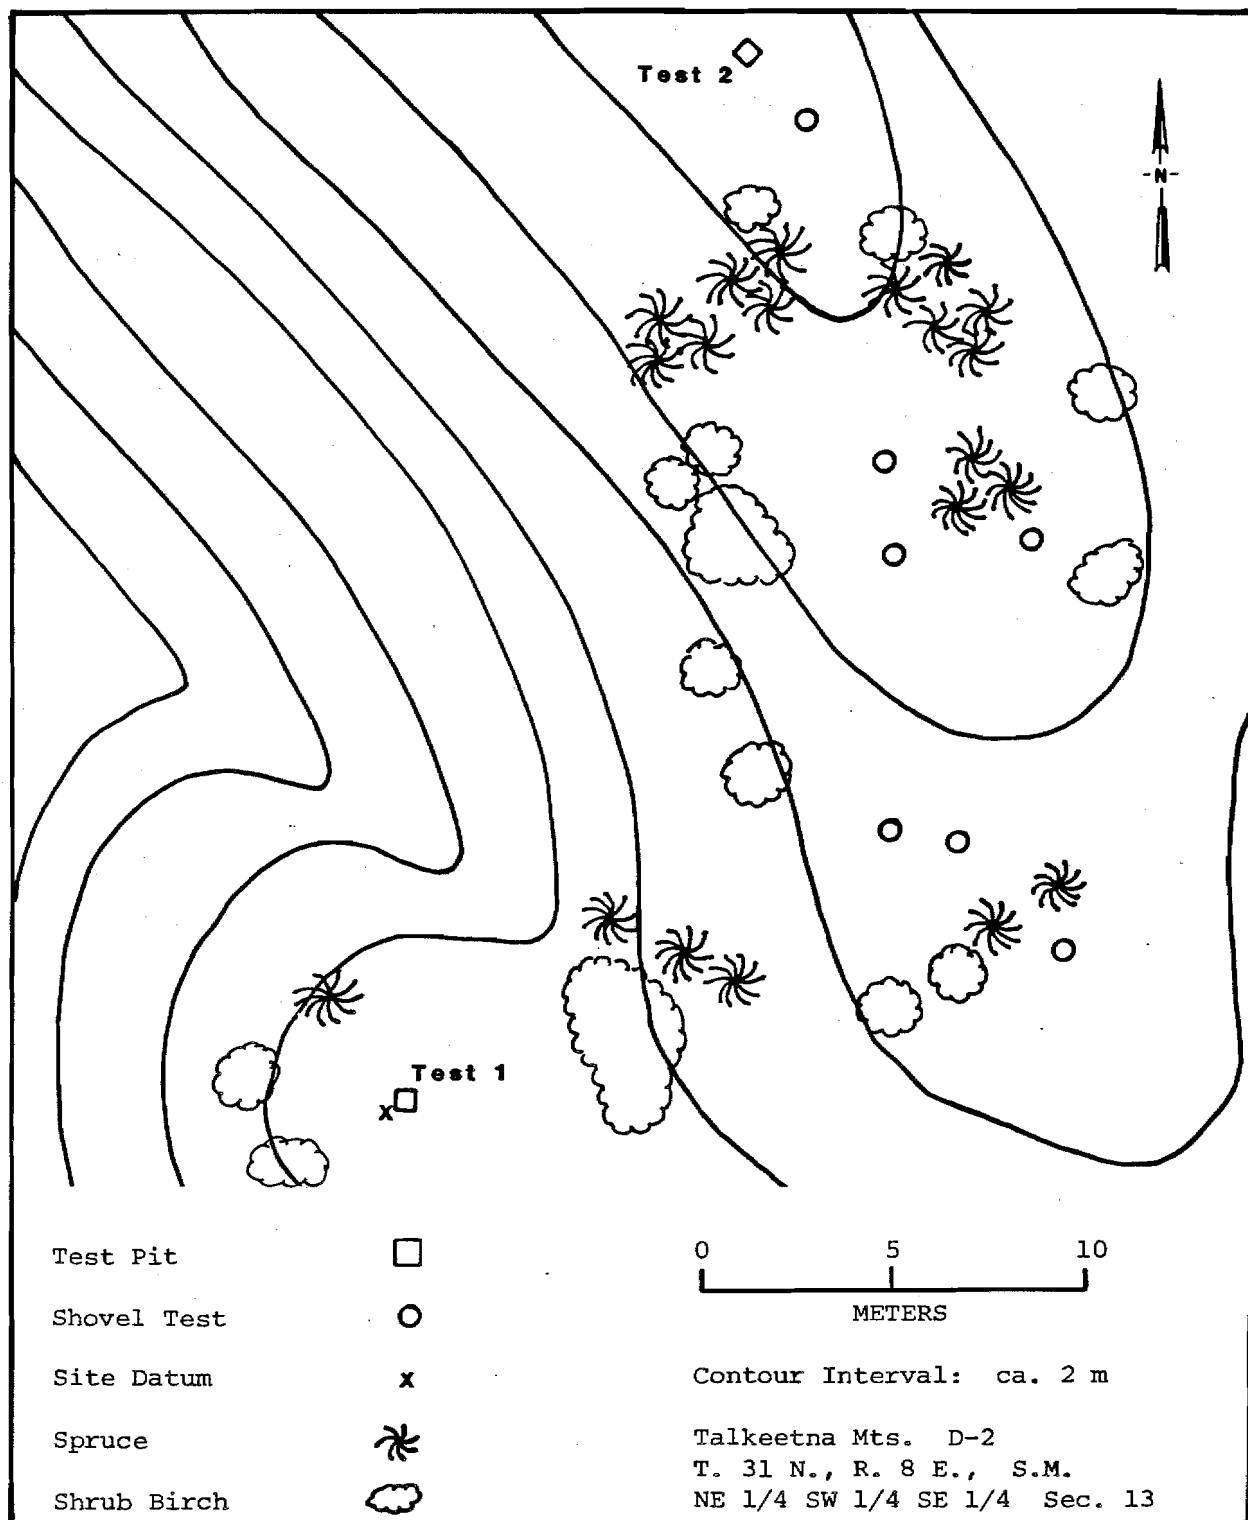 Test 2
-N-
Test 1
x
Test Pit
Shovel Test
Site Datum x
Spruce
Shrub Birch
0 5 10
METERS
Contour Interval: ca. 2 m
Talkeetna Mts. D-2
T. 31 N., R. 8 E., S.M.
NE 1/4 SW 1/4 SE 1/4 Sec. 13